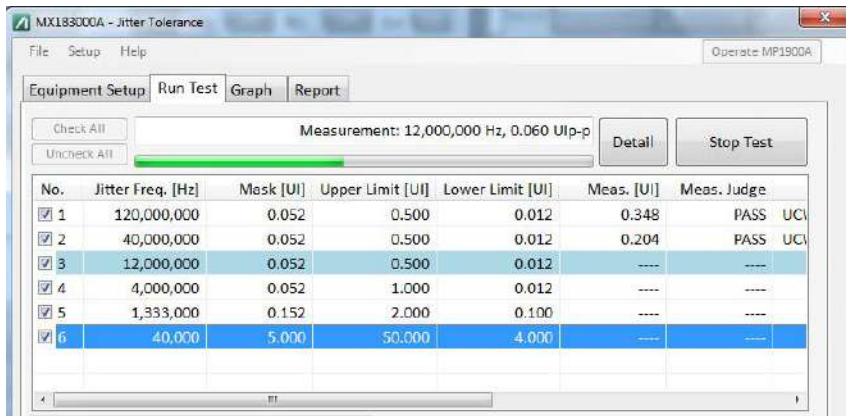 MX183000A - Jitter Tolerance
File Setup Help Operate MP1900A
Equipment Setup Run Test Graph Report
Check All Measurement: 12,000,000 Hz, 0.060 UIp-p Detail Stop Test
Uncheck All
No. Jitter Freq. [Hz] Mask [UI] Upper Limit [UI] Lower Limit [UI] Meas. [UI] Meas. Judge
1 120,000,000 0.052 0.500 0.012 0.348 PASS
2 40,000,000 0.052 0.500 0.012 0.204 PASS
3 12,000,000 0.052 0.500 0.012 ---- ----
4 4,000,000 0.052 1.000 0.012 ---- ----
5 1,333,000 0.152 2.000 0.100 ---- ----
6 40,000 5.000 50.000 4.000 ---- ----